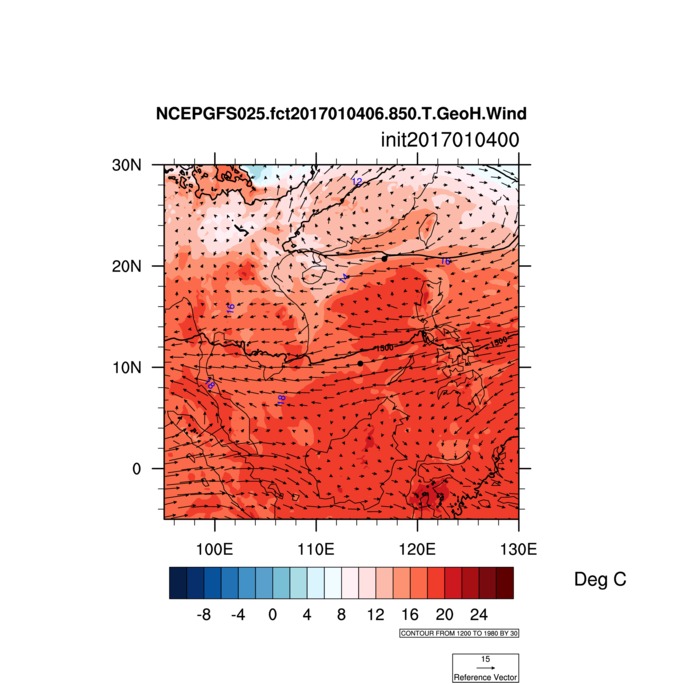 NCEPGFS025.fct2017010406.850.T.GeoH.Wind
init2017010400
30N
12
20N
16
14
16
1500
1500
10N
18
18
0
100E 110E 120E 130E
Deg C
-8 -4 0 4 8 12 16 20 24
CONTOUR FROM 1200 TO 1980 BY 30
15
Reference Vector